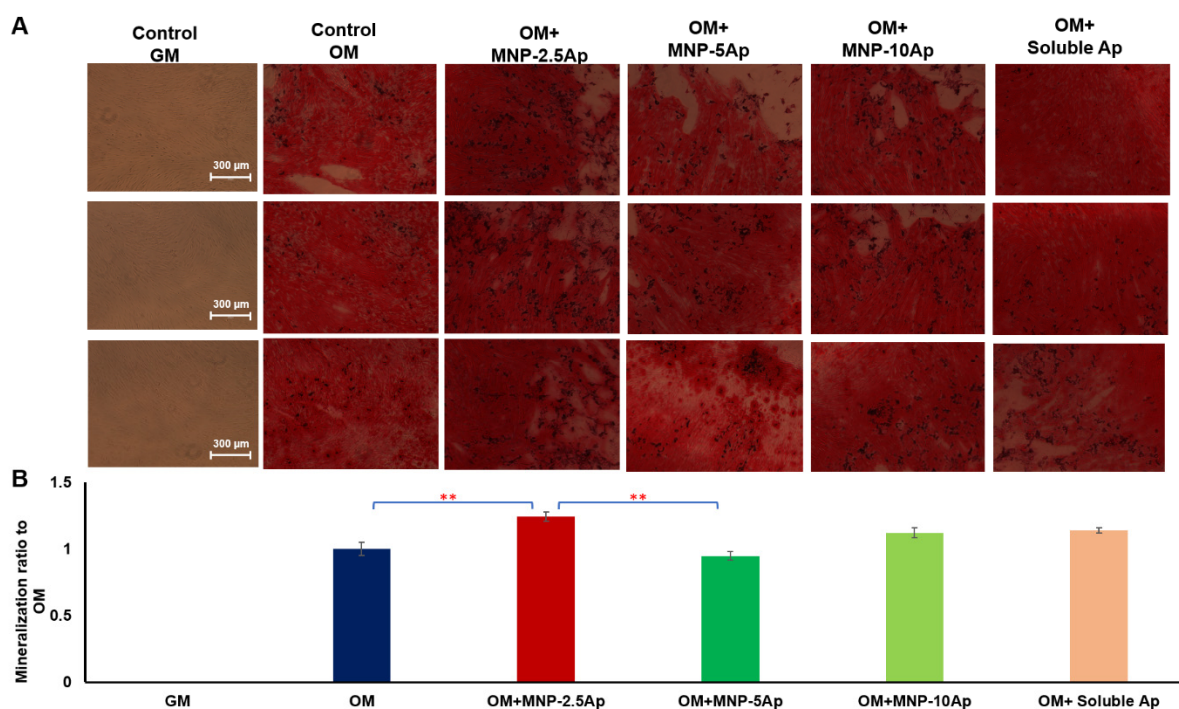 A
Control
GM
Control
OM
OM+
MNP-2.5Ap
OM+
MNP-5Ap
OM+
MNP-10Ap
OM+
Soluble Ap
300 µm
300 µm
300 µm
B
Mineralization ratio to
OM
1.5
1
0.5
0
**
**
GM
OM
OM+MNP-2.5Ap
OM+MNP-5Ap
OM+MNP-10Ap
OM+ Soluble Ap